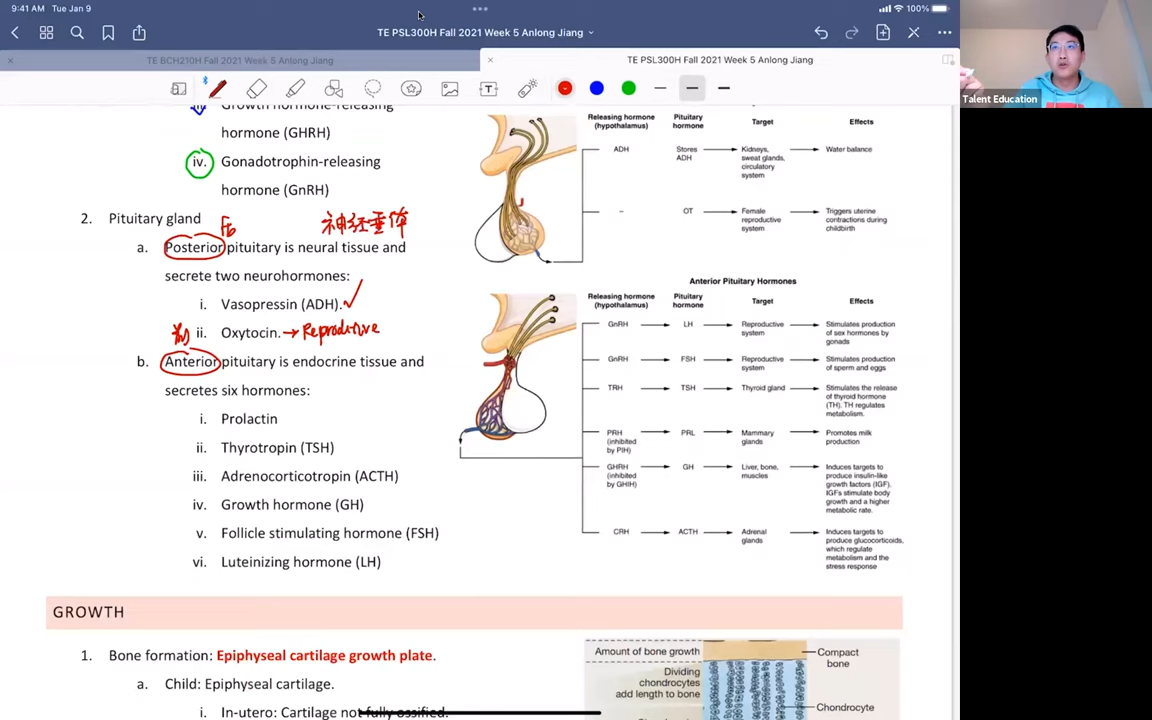 9:41 AM Tue Jan 9
100%
TE PSL300H Fall 2021 Week 5 Anlong Jiang
TE BCH210H Fall 2021 Week 5 Anlong Jiang
TE PSL300H Fall 2021 Week 5 Anlong Jiang
Talent Education
iii. Growth hormone-releasing
hormone (GHRH)
iv. Gonadotrophin-releasing
hormone (GnRH)
2. Pituitary gland
神经垂体
a. Posterior pituitary is neural tissue and
secrete two neurohormones:
i. Vasopressin (ADH).
ii. Oxytocin. → Reproductive
b. Anterior pituitary is endocrine tissue and
secretes six hormones:
i. Prolactin
ii. Thyrotropin (TSH)
iii. Adrenocorticotropin (ACTH)
iv. Growth hormone (GH)
v. Follicle stimulating hormone (FSH)
vi. Luteinizing hormone (LH)
Releasing hormone
(hypothalamus)
Pituitary
hormone
Target
Effects
ADH
Stores
ADH
Kidneys,
sweat glands,
circulatory
system
Water balance
–
OT
Female
reproductive
system
Triggers uterine
contractions during
childbirth
Anterior Pituitary Hormones
Releasing hormone
(hypothalamus)
Pituitary
hormone
Target
Effects
GnRH
LH
Reproductive
system
Stimulates production
of sex hormones by
gonads
GnRH
FSH
Reproductive
system
Stimulates production
of sperm and eggs
TRH
TSH
Thyroid gland
Stimulates the release
of thyroid hormone
(TH). TH regulates
metabolism.
PRH
(inhibited
by PIH)
PRL
Mammary
glands
Promotes milk
production
GHRH
(inhibited
by GHIH)
GH
Liver, bone,
muscles
Induces targets to
produce insulin-like
growth factors (IGF).
IGFs stimulate body
growth and a higher
metabolic rate.
CRH
ACTH
Adrenal
glands
Induces targets to
produce glucocorticoids,
which regulate
metabolism and the
stress response
GROWTH
1. Bone formation: Epiphyseal cartilage growth plate.
a. Child: Epiphyseal cartilage.
i. In-utero: Cartilage not fully ossified.
Amount of bone growth
Compact
bone
Dividing
chondrocytes
add length to bone
Chondrocyte